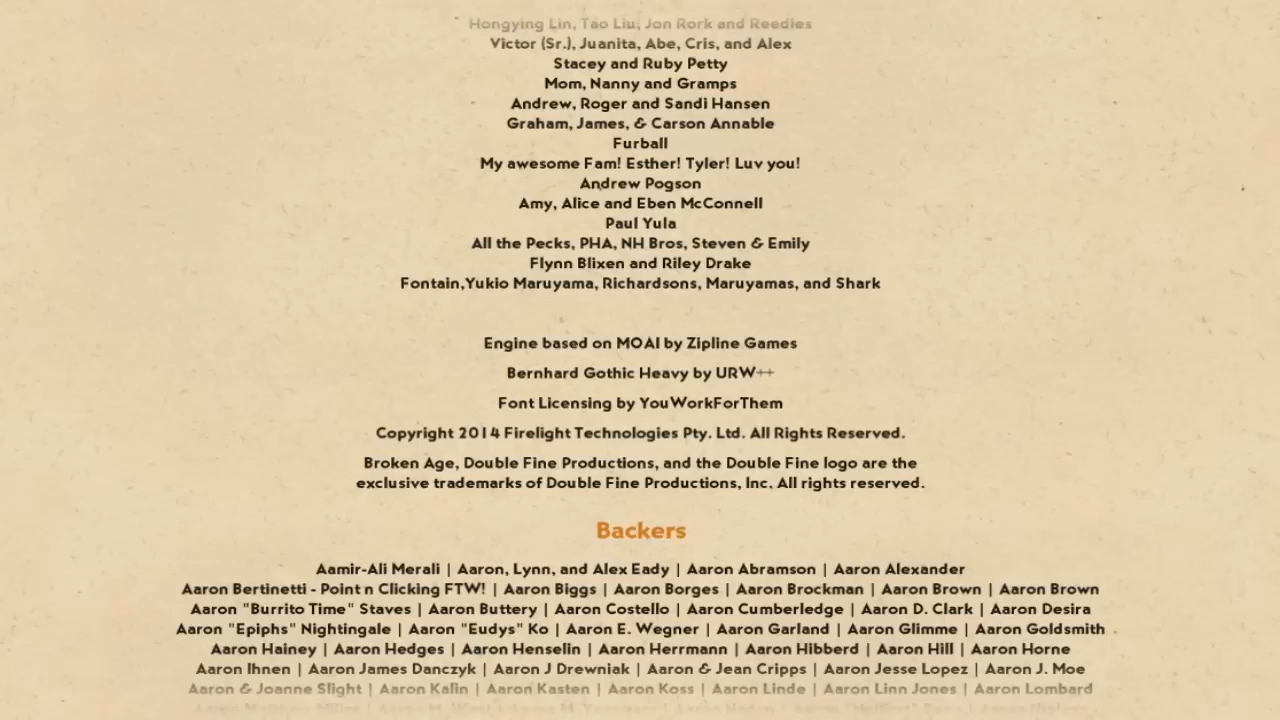 Hongying Lin, Tao Liu, Jon Rork and Reedies
Victor (Sr.), Juanita, Abe, Cris, and Alex
Stacey and Ruby Petty
Mom, Nanny and Gramps
Andrew, Roger and Sandi Hansen
Graham, James, & Carson Annable
Furball
My awesome Fam! Esther! Tyler! Luv you!
Andrew Pogson
Amy, Alice and Eben McConnell
Paul Yula
All the Pecks, PHA, NH Bros, Steven & Emily
Flynn Blixen and Riley Drake
Fontain,Yukio Maruyama, Richardsons, Maruyamas, and Shark
Engine based on MOAI by Zipline Games
Bernhard Gothic Heavy by URW++
Font Licensing by YouWorkForThem
Copyright 2014 Firelight Technologies Pty. Ltd. All Rights Reserved.
Broken Age, Double Fine Productions, and the Double Fine logo are the
exclusive trademarks of Double Fine Productions, Inc. All rights reserved.
Backers
Aamir-Ali Merali | Aaron, Lynn, and Alex Eady | Aaron Abramson | Aaron Alexander
Aaron Bertinetti - Point n Clicking FTW! | Aaron Biggs | Aaron Borges | Aaron Brockman | Aaron Brown | Aaron Brown
Aaron "Burrito Time" Staves | Aaron Buttery | Aaron Costello | Aaron Cumberledge | Aaron D. Clark | Aaron Desira
Aaron "Epiphs" Nightingale | Aaron "Eudys" Ko | Aaron E. Wegner | Aaron Garland | Aaron Glimme | Aaron Goldsmith
Aaron Hainey | Aaron Hedges | Aaron Henselin | Aaron Herrmann | Aaron Hibberd | Aaron Hill | Aaron Horne
Aaron Ihnen | Aaron James Danczyk | Aaron J Drewniak | Aaron & Jean Cripps | Aaron Jesse Lopez | Aaron J. Moe
Aaron & Joanne Slight | Aaron Kalin | Aaron Kasten | Aaron Koss | Aaron Linde | Aaron Linn Jones | Aaron Lombard